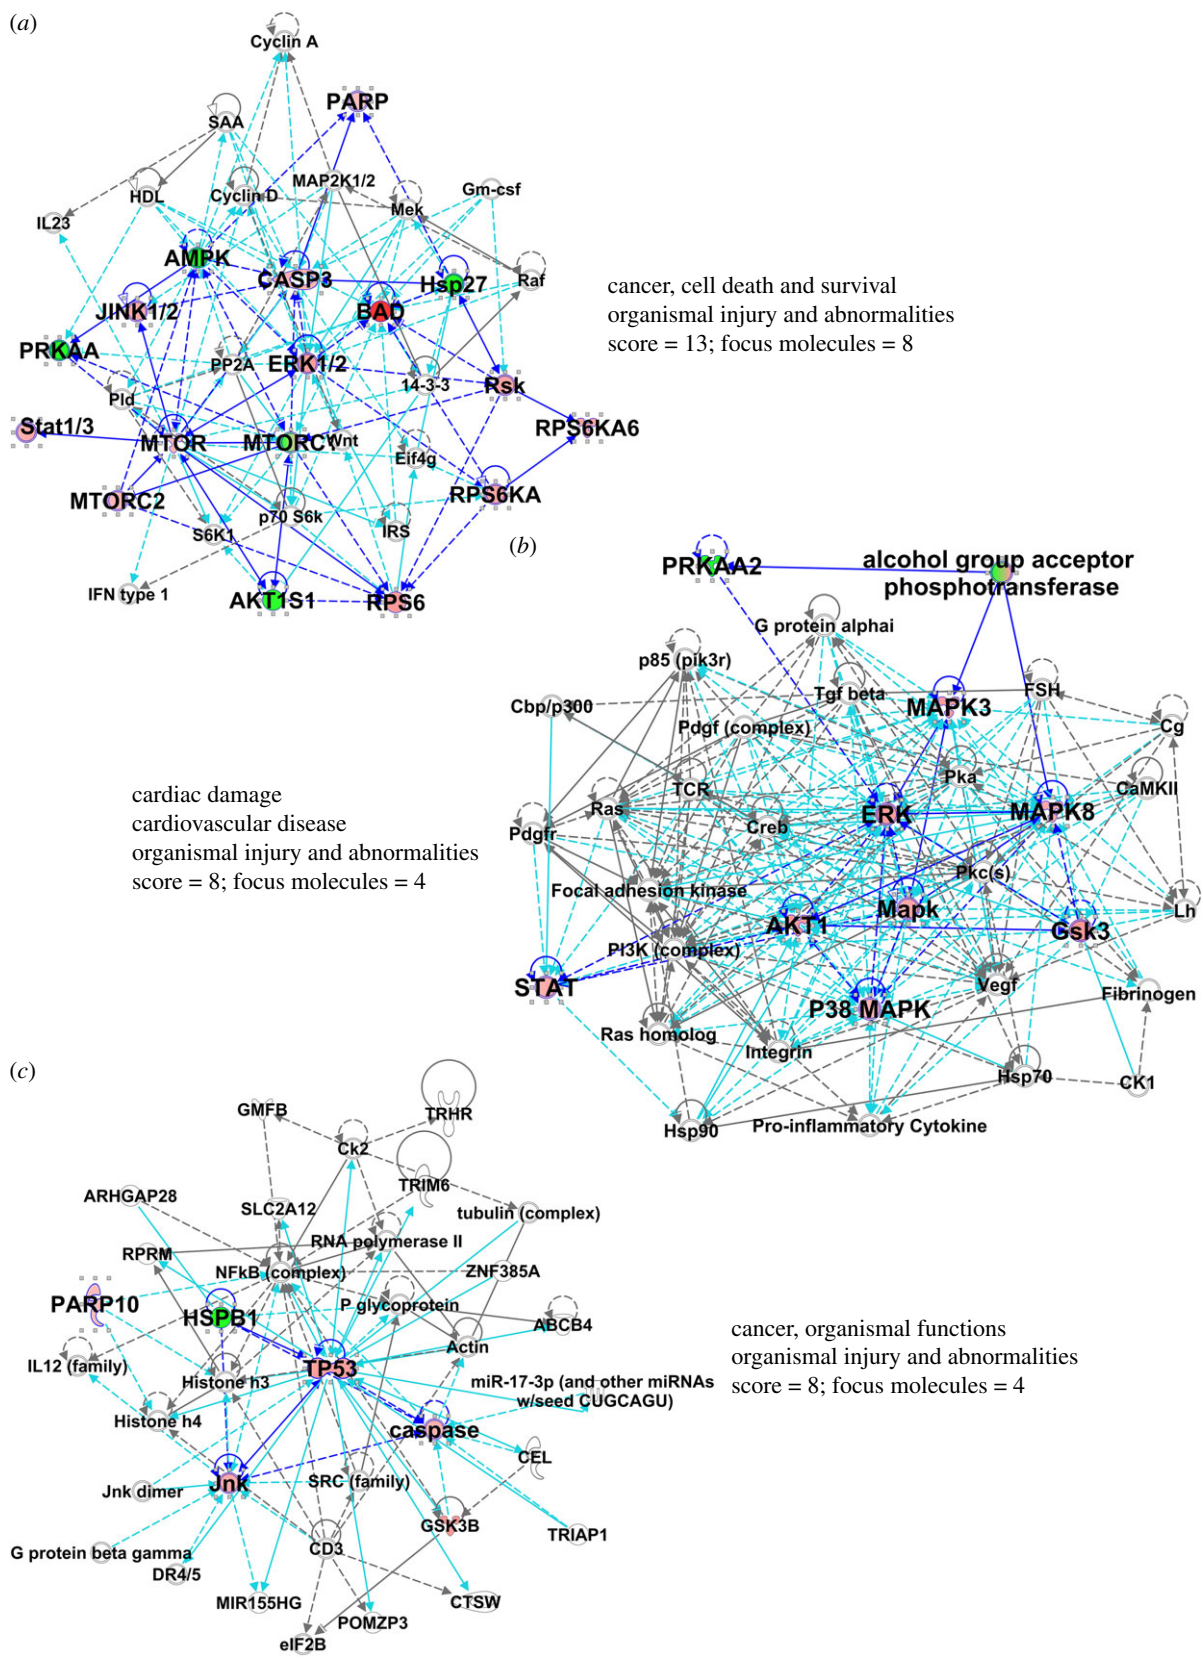 (a)
Cyclin A
PARP
SAA
MAP2K1/2
Gm-csf
HDL
Cyclin D
Mek
IL23
AMPK
CASP3
Hsp27
Raf
JINK1/2
BAD
PRKAA
PP2A
ERK1/2
14-3-3
Rsk
Pld
Stat1/3
MTOR
MTORC1
Wnt
RPS6KA6
Eif4g
MTORC2
RPS6KA
p70 S6k
S6K1
IRS
IFN type 1
AKT1S1
RPS6
cancer, cell death and survival
organismal injury and abnormalities
score = 13; focus molecules = 8
(b)
PRKAA2
alcohol group acceptor
phosphotransferase
G protein alphai
p85 (pik3r)
Tgf beta
FSH
Cbp/p300
MAPK3
Pdgf (complex)
Cg
Pka
TCR
CaMKII
Ras
ERK
MAPK8
Pdgfr
Creb
Pkc(s)
Focal adhesion kinase
Mapk
Lh
AKT1
Gsk3
PI3K (complex)
STAT
Vegf
Fibrinogen
P38 MAPK
Ras homolog
Integrin
Hsp70
CK1
Hsp90
Pro-inflammatory Cytokine
cardiac damage
cardiovascular disease
organismal injury and abnormalities
score = 8; focus molecules = 4
(c)
GMFB
TRHR
Ck2
ARHGAP28
TRIM6
SLC2A12
tubulin (complex)
RNA polymerase II
RPRM
NFkB (complex)
ZNF385A
PARP10
HSPB1
P glycoprotein
ABCB4
IL12 (family)
TP53
Actin
Histone h3
miR-17-3p (and other miRNAs
w/seed CUGCAGU)
Histone h4
caspase
CEL
Jnk dimer
Jnk
SRC (family)
GSK3B
TRIAP1
G protein beta gamma
CD3
DR4/5
MIR155HG
CTSW
POMZP3
eIF2B
cancer, organismal functions
organismal injury and abnormalities
score = 8; focus molecules = 4